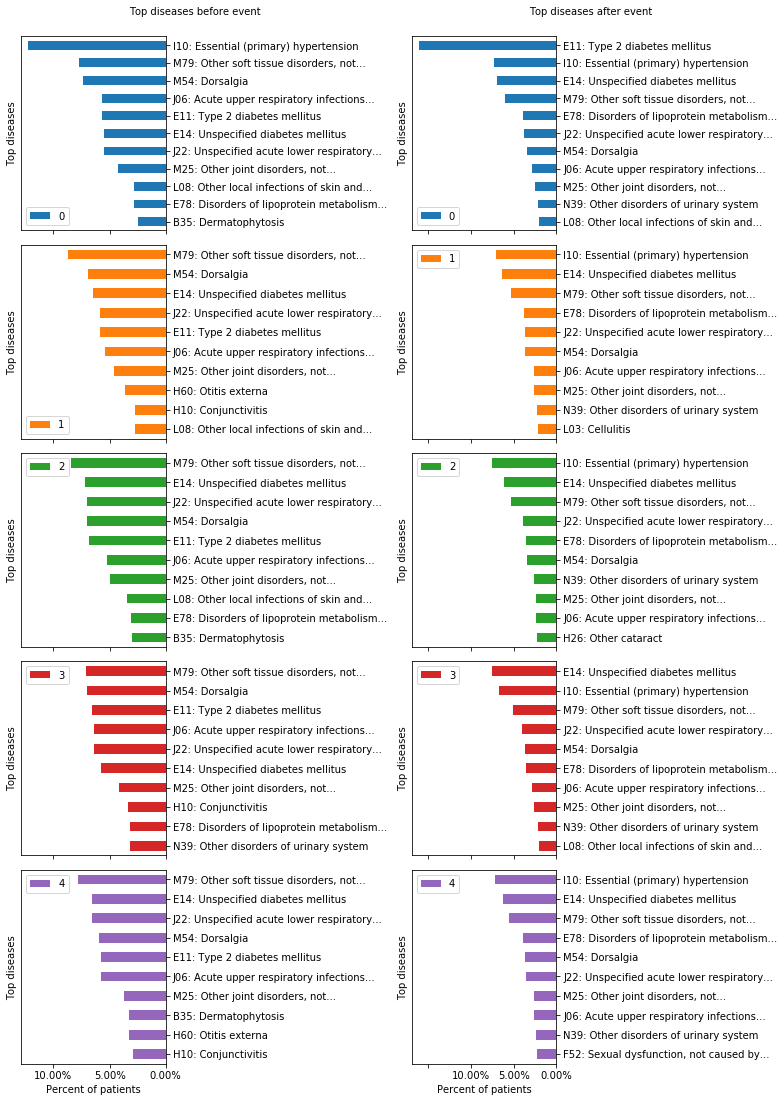 Top diseases before event
Top diseases
I10: Essential (primary) hypertension
M79: Other soft tissue disorders, not...
M54: Dorsalgia
J06: Acute upper respiratory infections...
E11: Type 2 diabetes mellitus
E14: Unspecified diabetes mellitus
J22: Unspecified acute lower respiratory...
M25: Other joint disorders, not...
L08: Other local infections of skin and...
E78: Disorders of lipoprotein metabolism...
B35: Dermatophytosis
0
Top diseases after event
Top diseases
E11: Type 2 diabetes mellitus
I10: Essential (primary) hypertension
E14: Unspecified diabetes mellitus
M79: Other soft tissue disorders, not...
E78: Disorders of lipoprotein metabolism...
J22: Unspecified acute lower respiratory...
M54: Dorsalgia
J06: Acute upper respiratory infections...
M25: Other joint disorders, not...
N39: Other disorders of urinary system
L08: Other local infections of skin and...
0
Top diseases
M79: Other soft tissue disorders, not...
M54: Dorsalgia
E14: Unspecified diabetes mellitus
J22: Unspecified acute lower respiratory...
E11: Type 2 diabetes mellitus
J06: Acute upper respiratory infections...
M25: Other joint disorders, not...
H60: Otitis externa
H10: Conjunctivitis
L08: Other local infections of skin and...
1
Top diseases
1
I10: Essential (primary) hypertension
E14: Unspecified diabetes mellitus
M79: Other soft tissue disorders, not...
E78: Disorders of lipoprotein metabolism...
J22: Unspecified acute lower respiratory...
M54: Dorsalgia
J06: Acute upper respiratory infections...
M25: Other joint disorders, not...
N39: Other disorders of urinary system
L03: Cellulitis
Top diseases
2
M79: Other soft tissue disorders, not...
E14: Unspecified diabetes mellitus
J22: Unspecified acute lower respiratory...
M54: Dorsalgia
E11: Type 2 diabetes mellitus
J06: Acute upper respiratory infections...
M25: Other joint disorders, not...
L08: Other local infections of skin and...
E78: Disorders of lipoprotein metabolism...
B35: Dermatophytosis
Top diseases
2
I10: Essential (primary) hypertension
E14: Unspecified diabetes mellitus
M79: Other soft tissue disorders, not...
J22: Unspecified acute lower respiratory...
E78: Disorders of lipoprotein metabolism...
M54: Dorsalgia
N39: Other disorders of urinary system
M25: Other joint disorders, not...
J06: Acute upper respiratory infections...
H26: Other cataract
Top diseases
3
M79: Other soft tissue disorders, not...
M54: Dorsalgia
E11: Type 2 diabetes mellitus
J06: Acute upper respiratory infections...
J22: Unspecified acute lower respiratory...
E14: Unspecified diabetes mellitus
M25: Other joint disorders, not...
H10: Conjunctivitis
E78: Disorders of lipoprotein metabolism...
N39: Other disorders of urinary system
Top diseases
3
E14: Unspecified diabetes mellitus
I10: Essential (primary) hypertension
M79: Other soft tissue disorders, not...
J22: Unspecified acute lower respiratory...
M54: Dorsalgia
E78: Disorders of lipoprotein metabolism...
J06: Acute upper respiratory infections...
M25: Other joint disorders, not...
N39: Other disorders of urinary system
L08: Other local infections of skin and...
Top diseases
4
M79: Other soft tissue disorders, not...
E14: Unspecified diabetes mellitus
J22: Unspecified acute lower respiratory...
M54: Dorsalgia
E11: Type 2 diabetes mellitus
J06: Acute upper respiratory infections...
M25: Other joint disorders, not...
B35: Dermatophytosis
H60: Otitis externa
H10: Conjunctivitis
10.00% 5.00% 0.00%
Percent of patients
Top diseases
4
I10: Essential (primary) hypertension
E14: Unspecified diabetes mellitus
M79: Other soft tissue disorders, not...
E78: Disorders of lipoprotein metabolism...
M54: Dorsalgia
J22: Unspecified acute lower respiratory...
M25: Other joint disorders, not...
J06: Acute upper respiratory infections...
N39: Other disorders of urinary system
F52: Sexual dysfunction, not caused by...
10.00% 5.00% 0.00%
Percent of patients